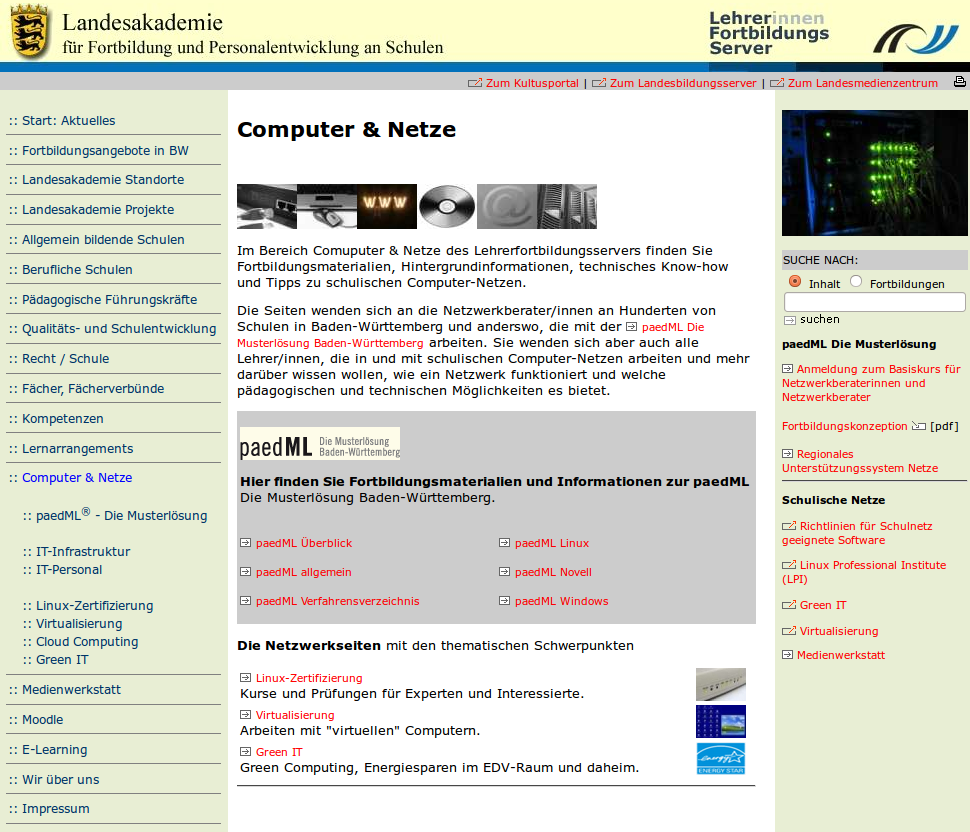 Landesakademie
für Fortbildung und Personalentwicklung an Schulen
Lehrerinnen
Fortbildungs
Server
Zum Kultusportal | Zum Landesbildungsserver | Zum Landesmedienzentrum
:: Start: Aktuelles
:: Fortbildungsangebote in BW
:: Landesakademie Standorte
:: Landesakademie Projekte
:: Allgemein bildende Schulen
:: Berufliche Schulen
:: Pädagogische Führungskräfte
:: Qualitäts- und Schulentwicklung
:: Recht / Schule
:: Fächer, Fächerverbünde
:: Kompetenzen
:: Lernarrangements
:: Computer & Netze
:: paedML® - Die Musterlösung
:: IT-Infrastruktur
:: IT-Personal
:: Linux-Zertifizierung
:: Virtualisierung
:: Cloud Computing
:: Green IT
:: Medienwerkstatt
:: Moodle
:: E-Learning
:: Wir über uns
:: Impressum
Computer & Netze
WWW
@
Im Bereich Comuputer & Netze des Lehrerfortbildungsservers finden Sie
Fortbildungsmaterialien, Hintergrundinformationen, technisches Know-how
und Tipps zu schulischen Computer-Netzen.
Die Seiten wenden sich an die Netzwerkberater/innen an Hunderten von
Schulen in Baden-Württemberg und anderswo, die mit der paedML Die
Musterlösung Baden-Württemberg arbeiten. Sie wenden sich aber auch alle
Lehrer/innen, die in und mit schulischen Computer-Netzen arbeiten und mehr
darüber wissen wollen, wie ein Netzwerk funktioniert und welche
pädagogischen und technischen Möglichkeiten es bietet.
paedML Die Musterlösung
Baden-Württemberg
Hier finden Sie Fortbildungsmaterialien und Informationen zur paedML
Die Musterlösung Baden-Württemberg.
paedML Überblick
paedML Linux
paedML allgemein
paedML Novell
paedML Verfahrensverzeichnis
paedML Windows
Die Netzwerkseiten mit den thematischen Schwerpunkten
Linux-Zertifizierung
Kurse und Prüfungen für Experten und Interessierte.
Virtualisierung
Arbeiten mit "virtuellen" Computern.
Green IT
Green Computing, Energiesparen im EDV-Raum und daheim.
energy
ENERGY STAR
SUCHE NACH:
Inhalt Fortbildungen
suchen
paedML Die Musterlösung
Anmeldung zum Basiskurs für
Netzwerkberaterinnen und
Netzwerkberater
Fortbildungskonzeption [pdf]
Regionales
Unterstützungssystem Netze
Schulische Netze
Richtlinien für Schulnetz
geeignete Software
Linux Professional Institute
(LPI)
Green IT
Virtualisierung
Medienwerkstatt